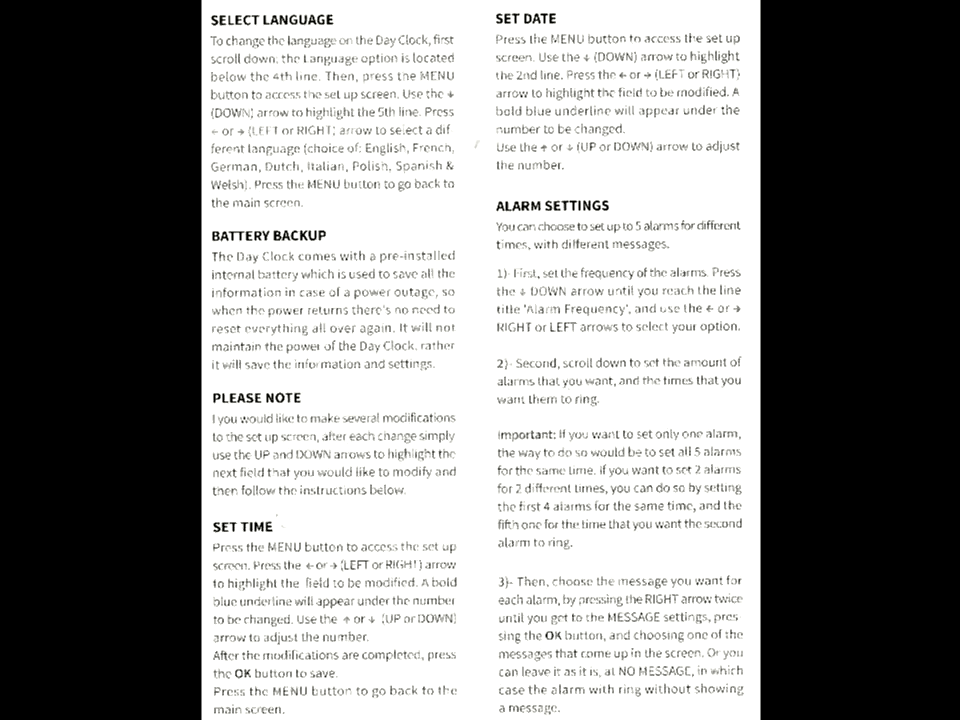 SELECT LANGUAGE
To change the language on the Day Clock, first
scroll down; the Language option is located
below the 4th line. Then, press the MENU
button to access the set up screen. Use the ↓
(DOWN) arrow to highlight the 5th line. Press
← or → (LEFT or RIGHT) arrow to select a dif
ferent language (choice of: English, French,
German, Dutch, Italian, Polish, Spanish &
Welsh). Press the MENU button to go back to
the main screen.
BATTERY BACKUP
The Day Clock comes with a pre-installed
internal battery which is used to save all the
information in case of a power outage, so
when the power returns there's no need to
reset everything all over again. It will not
maintain the power of the Day Clock, rather
it will save the information and settings.
PLEASE NOTE
I you would like to make several modifications
to the set up screen, after each change simply
use the UP and DOWN arrows to highlight the
next field that you would like to modify and
then follow the instructions below.
SET TIME
Press the MENU button to access the set up
screen. Press the ← or → (LEFT or RIGHT) arrow
to highlight the field to be modified. A bold
blue underline will appear under the number
to be changed. Use the ↑ or ↓ (UP or DOWN)
arrow to adjust the number.
After the modifications are completed, press
the OK button to save.
Press the MENU button to go back to the
main screen.
SET DATE
Press the MENU button to access the set up
screen. Use the ↓ (DOWN) arrow to highlight
the 2nd line. Press the ← or → (LEFT or RIGHT)
arrow to highlight the field to be modified. A
bold blue underline will appear under the
number to be changed.
Use the ↑ or ↓ (UP or DOWN) arrow to adjust
the number.
ALARM SETTINGS
You can choose to set up to 5 alarms for different
times, with different messages.
1)- First, set the frequency of the alarms. Press
the ↓ DOWN arrow until you reach the line
title 'Alarm Frequency', and use the ← or →
RIGHT or LEFT arrows to select your option.
2)- Second, scroll down to set the amount of
alarms that you want, and the times that you
want them to ring.
Important: If you want to set only one alarm,
the way to do so would be to set all 5 alarms
for the same time. If you want to set 2 alarms
for 2 different times, you can do so by setting
the first 4 alarms for the same time, and the
fifth one for the time that you want the second
alarm to ring.
3)- Then, choose the message you want for
each alarm, by pressing the RIGHT arrow twice
until you get to the MESSAGE settings, pres
sing the OK button, and choosing one of the
messages that come up in the screen. Or you
can leave it as it is, at NO MESSAGE, in which
case the alarm with ring without showing
a message.